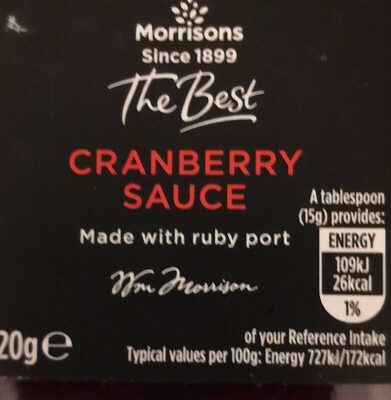 Morrisons
Since 1899
The Best
CRANBERRY
SAUCE
Made with ruby port
Wm Morrison
A tablespoon
(15g) provides:
ENERGY
109kJ
26kcal
1%
of your Reference Intake
Typical values per 100g: Energy 727kJ/172kcal
20g e